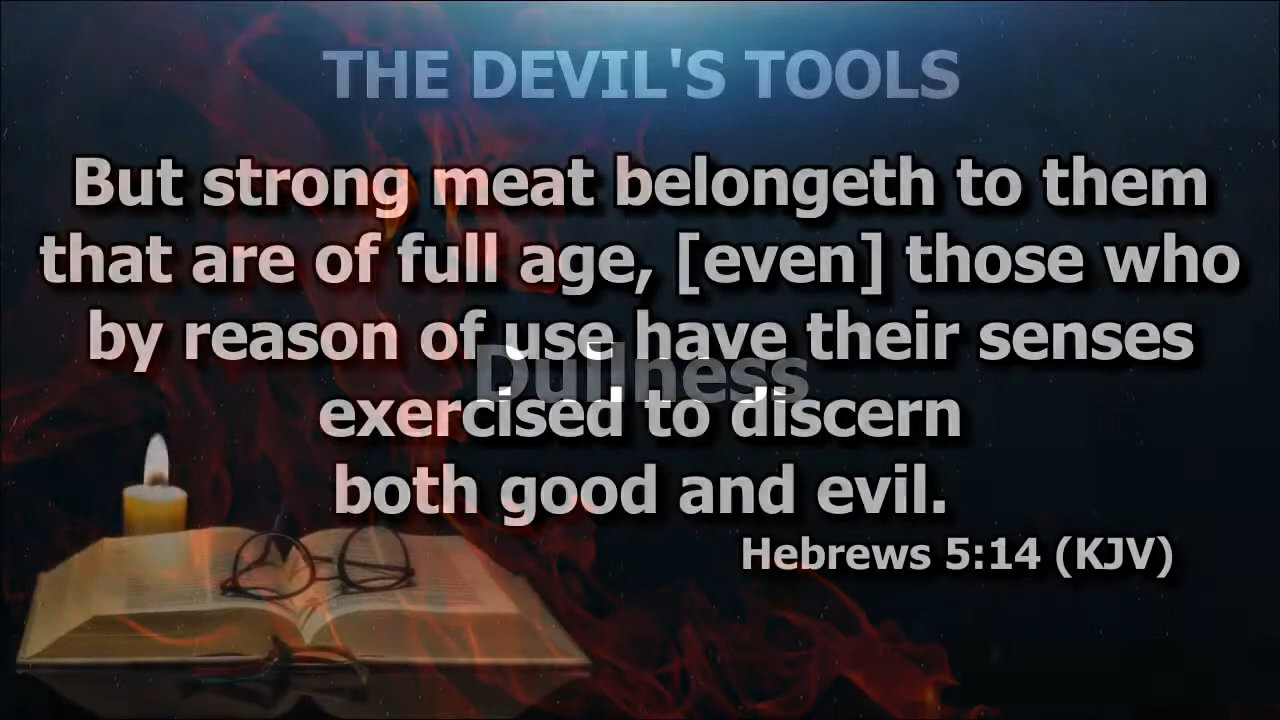 THE DEVIL'S TOOLS
But strong meat belongeth to them
that are of full age, [even] those who
by reason of use have their senses
Dullness
exercised to discern
both good and evil.
Hebrews 5:14 (KJV)